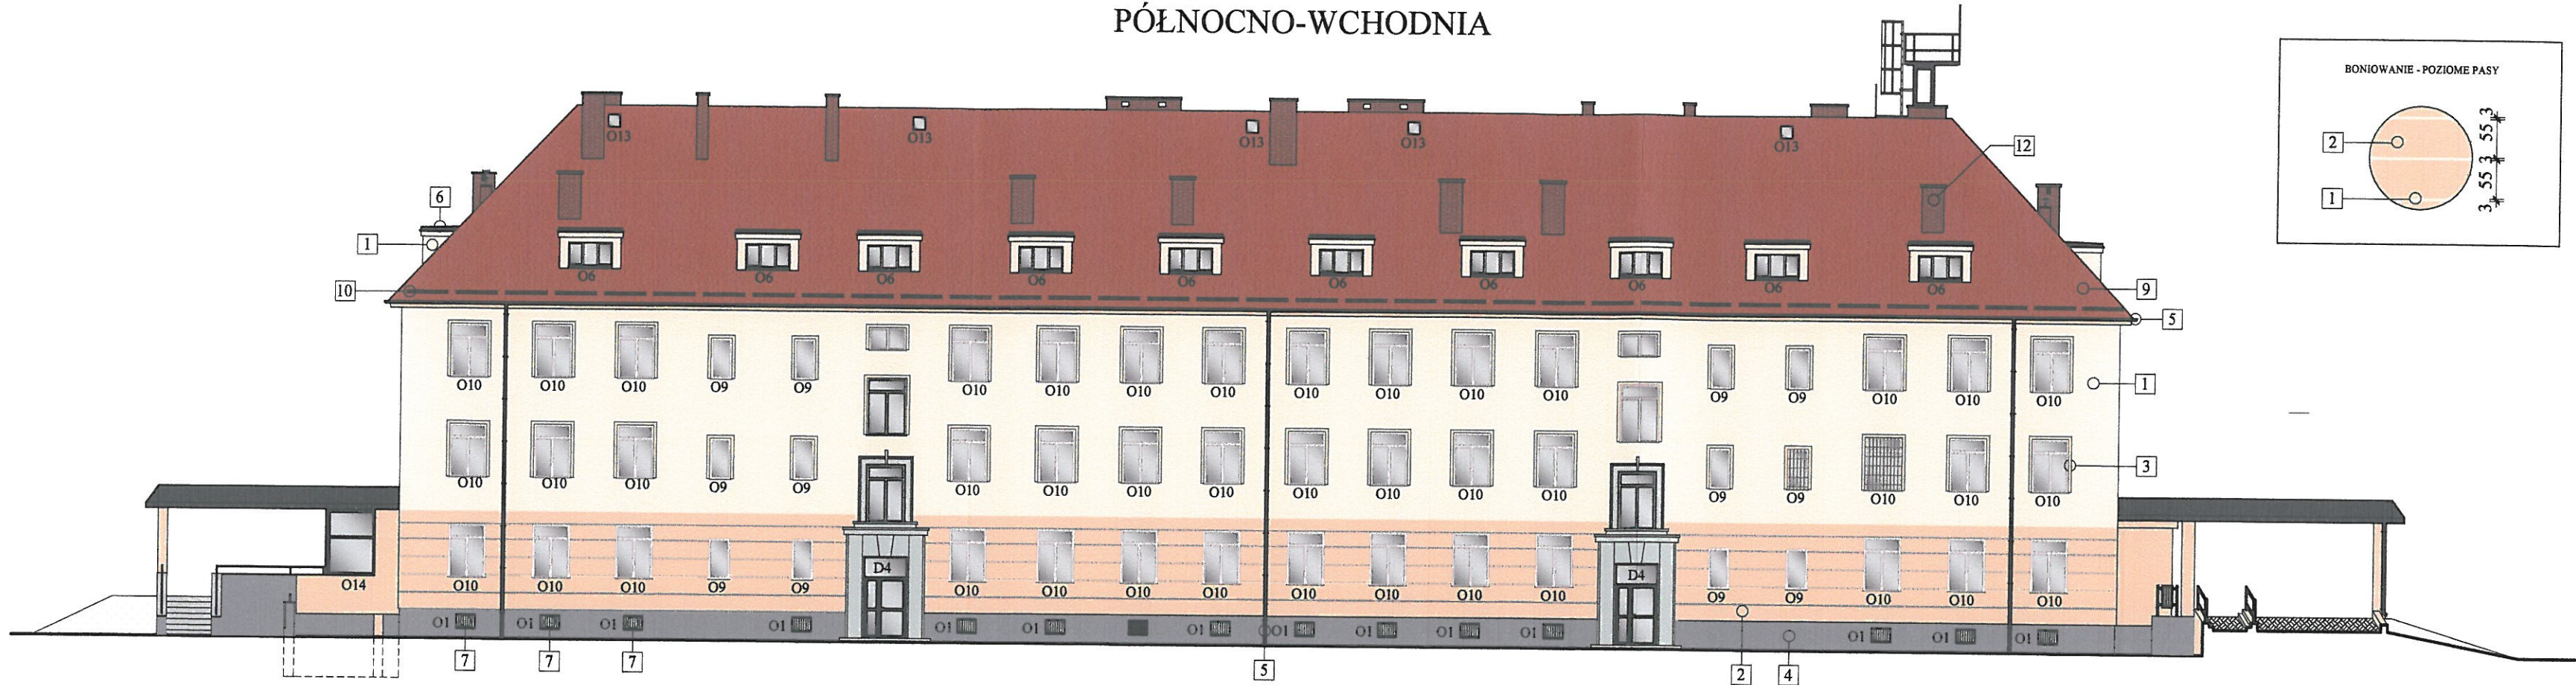 PÓŁNOCNO-WCHODNIA
BONIOWANIE - POZIOME PASY
2
1
3 55 3 55 3
O13 O13 O13 O13 O13
12
6
1
O6 O6 O6 O6 O6 O6 O6 O6 O6 O6
10
9
5
O10 O10 O10 O9 O9 O10 O10 O10 O10 O10 O10 O10 O10 O9 O9 O10 O10 O10
1
O10 O10 O10 O9 O9 O10 O10 O10 O10 O10 O10 O10 O10 O9 O9 O10 O10 O10
3
D4 D4
O14 O10 O10 O10 O9 O9 O10 O10 O10 O10 O10 O10 O10 O10 O9 O9 O10 O10 O10
O1 O1 O1 O1 O1 O1 O1 O1 O1 O1 O1 O1 O1 O1
7 7 7 5 2 4